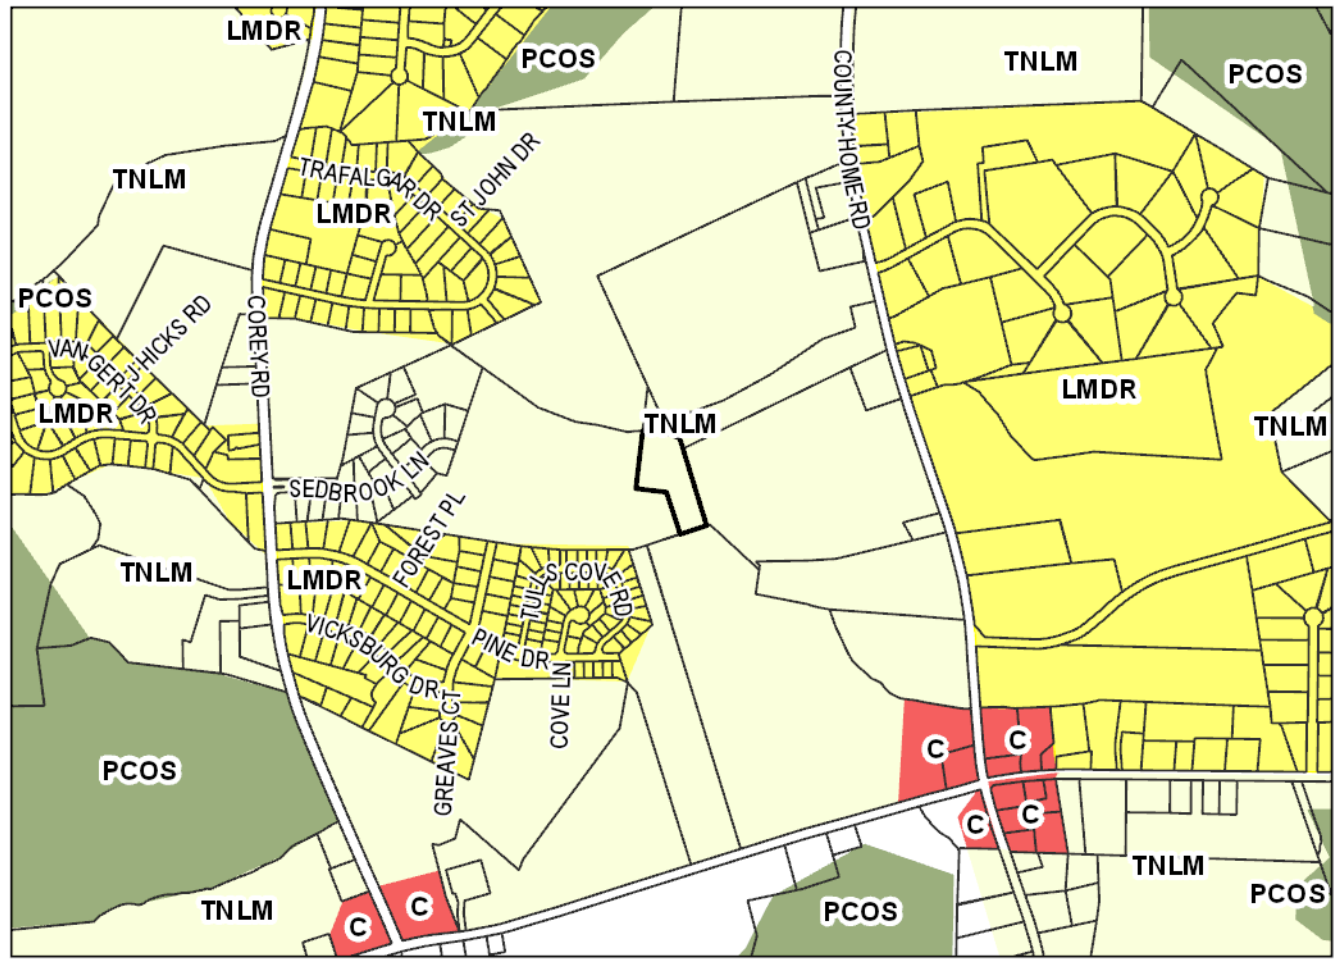 LMDR
PCOS
TNLM
PCOS
TNLM
COUNTY HOME RD
TNLM
TRAFALGAR DR
ST JOHN DR
LMDR
PCOS
COREY RD
J HICKS RD
VAN GERT DR
LMDR
LMDR
TNLM
TNLM
SEDBROOK LN
FOREST PL
TNLM
LMDR
TULLS COVE RD
VICKSBURG DR
PINE DR
COVE LN
GREAVES CT
PCOS
C
C
C
C
TNLM
PCOS
TNLM
C
C
PCOS